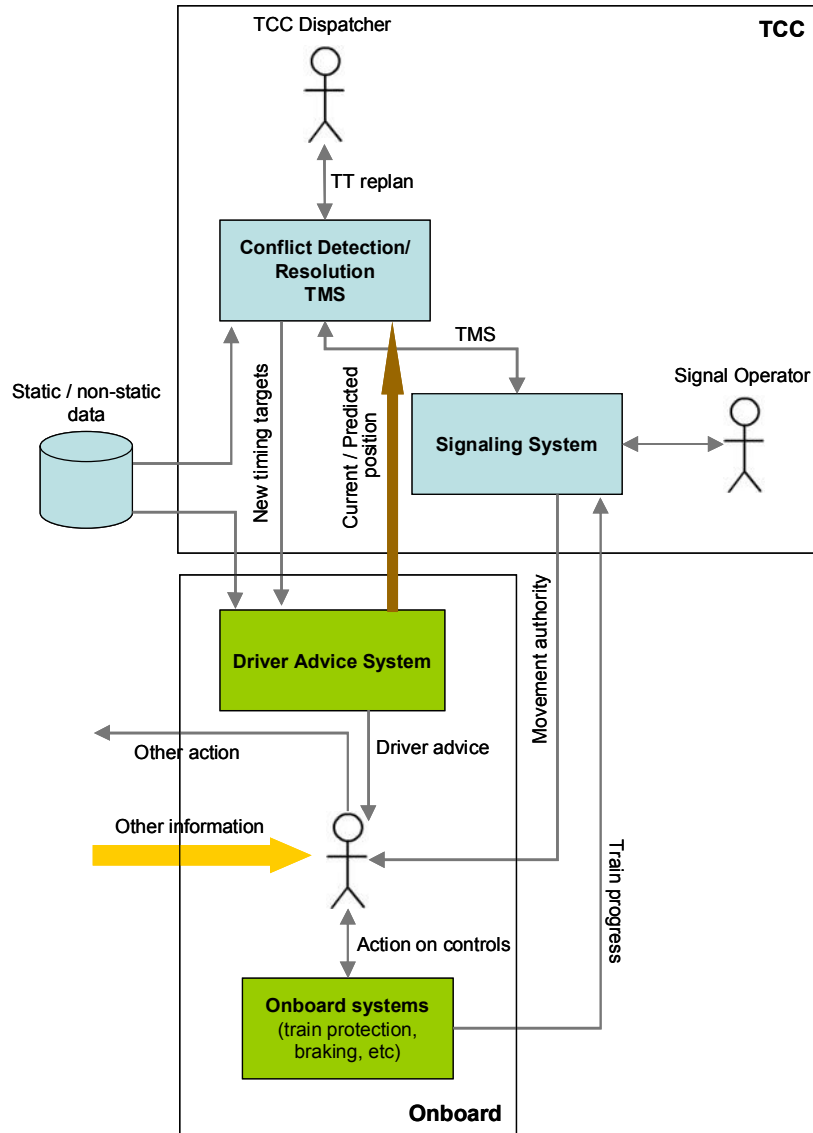 TCC Dispatcher
TCC
TT replan
Conflict Detection/
Resolution
TMS
TMS
Static / non-static
data
Signal Operator
Signaling System
New timing targets
Current / Predicted
position
Driver Advice System
Movement authority
Other action
Driver advice
Other information
Train progress
Action on controls
Onboard systems
(train protection,
braking, etc)
Onboard